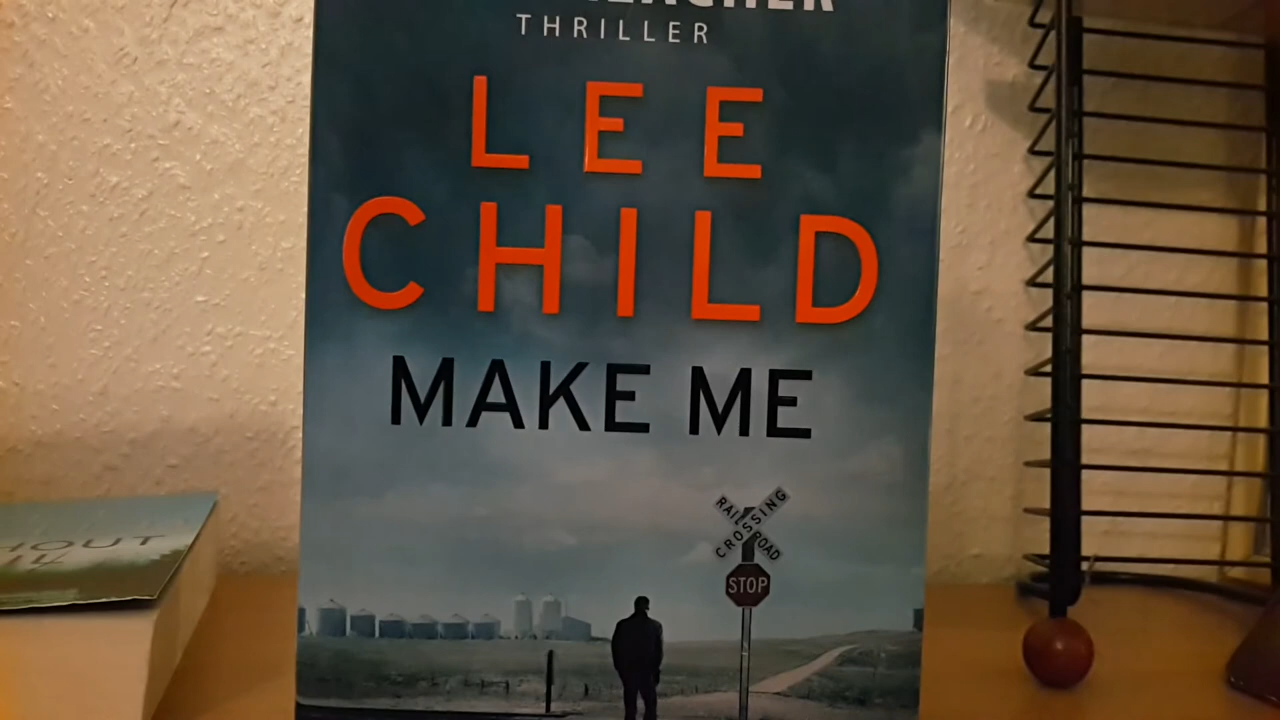 THRILLER
LEE
CHILD
MAKE ME
RAILROAD
CROSSING
STOP